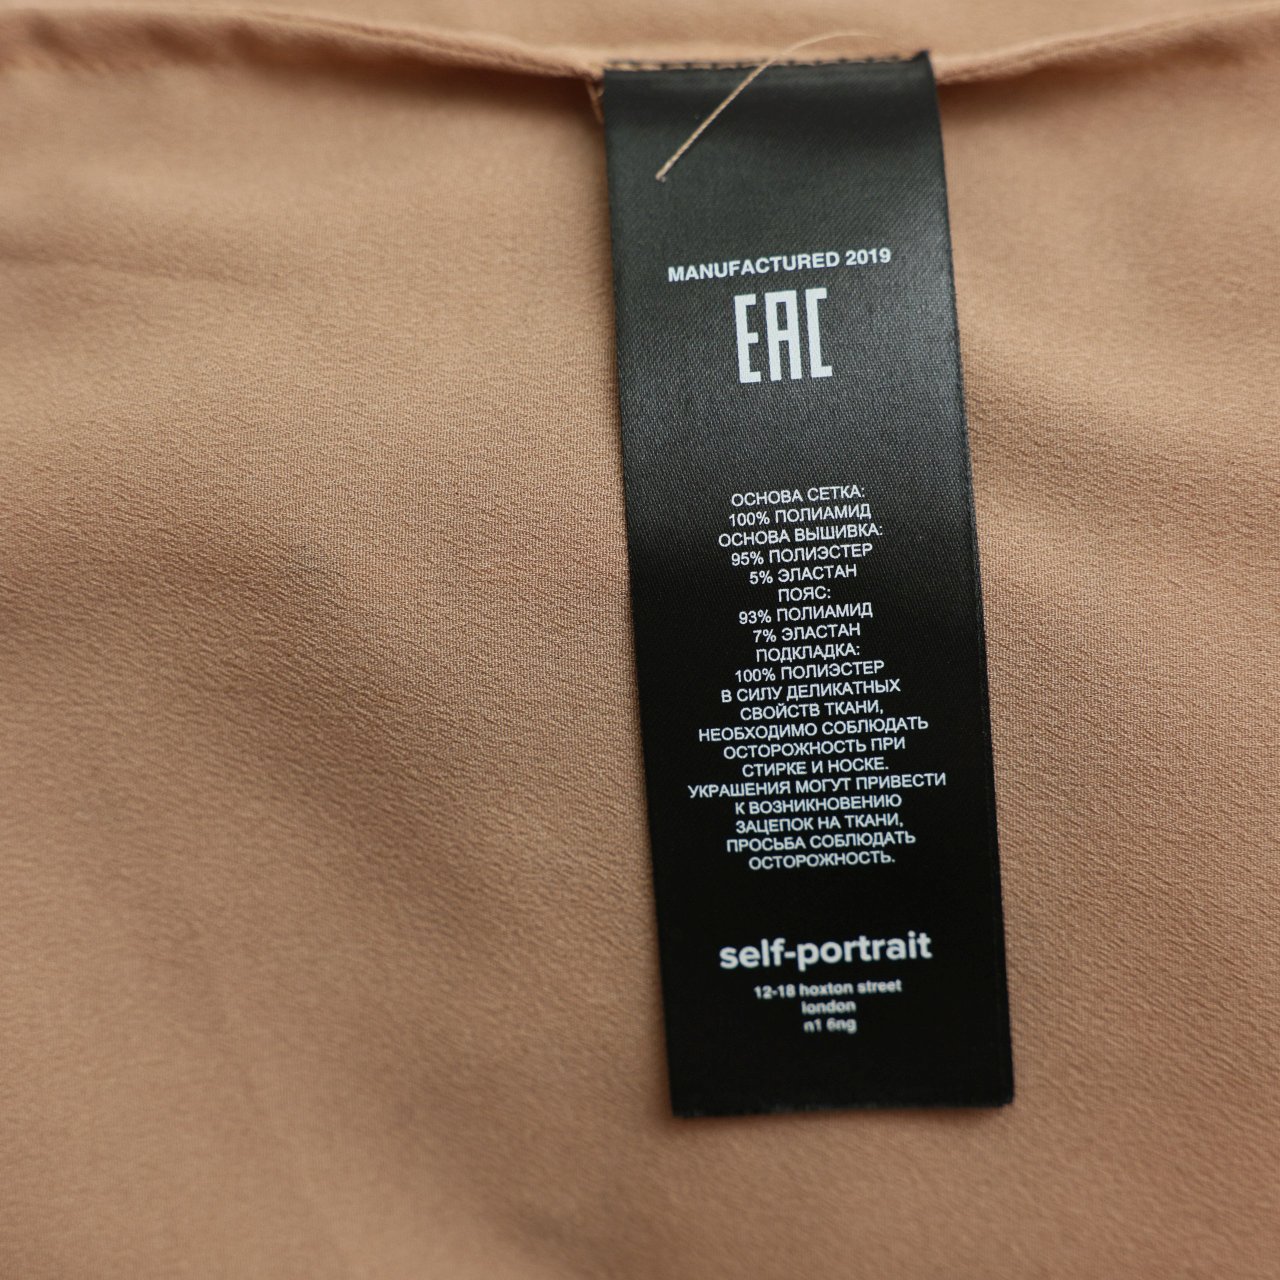 MANUFACTURED 2019
EAC
ОСНОВА СЕТКА:
100% ПОЛИАМИД
ОСНОВА ВЫШИВКА:
95% ПОЛИЭСТЕР
5% ЭЛАСТАН
ПОЯС:
93% ПОЛИАМИД
7% ЭЛАСТАН
ПОДКЛАДКА:
100% ПОЛИЭСТЕР
В СИЛУ ДЕЛИКАТНЫХ
СВОЙСТВ ТКАНИ,
НЕОБХОДИМО СОБЛЮДАТЬ
ОСТОРОЖНОСТЬ ПРИ
СТИРКЕ И НОСКЕ.
УКРАШЕНИЯ МОГУТ ПРИВЕСТИ
К ВОЗНИКНОВЕНИЮ
ЗАЦЕПОК НА ТКАНИ,
ПРОСЬБА СОБЛЮДАТЬ
ОСТОРОЖНОСТЬ.
self-portrait
12-18 hoxton street
london
n1 6ng